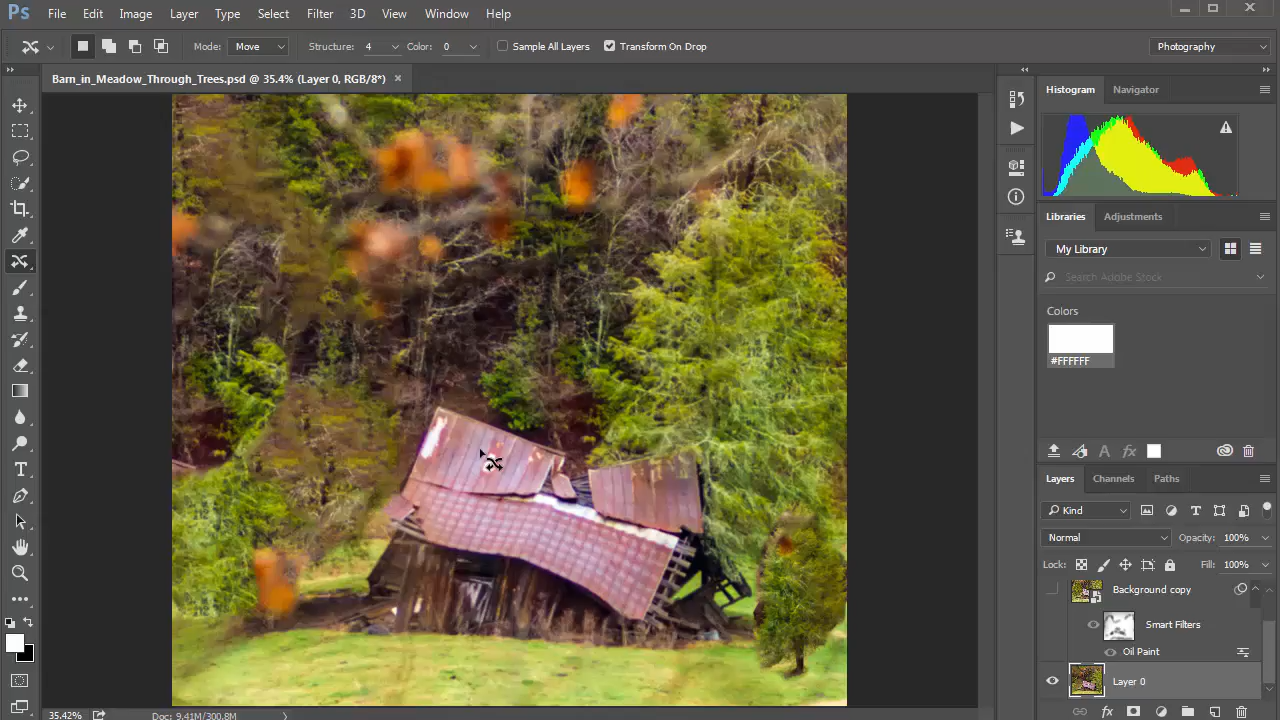 Ps File Edit Image Layer Type Select Filter 3D View Window Help
Mode: Move Structure: 4 Color: 0 Sample All Layers Transform On Drop Photography
Barn_in_Meadow_Through_Trees.psd @ 35.4% (Layer 0, RGB/8*) ×
Histogram Navigator
Libraries Adjustments
My Library
Search Adobe Stock
Colors
#FFFFFF
Layers Channels Paths
Kind
Normal Opacity: 100%
Lock: Fill: 100%
Background copy
Smart Filters
Oil Paint
Layer 0
35.42% Doc: 9.41M/300.8M